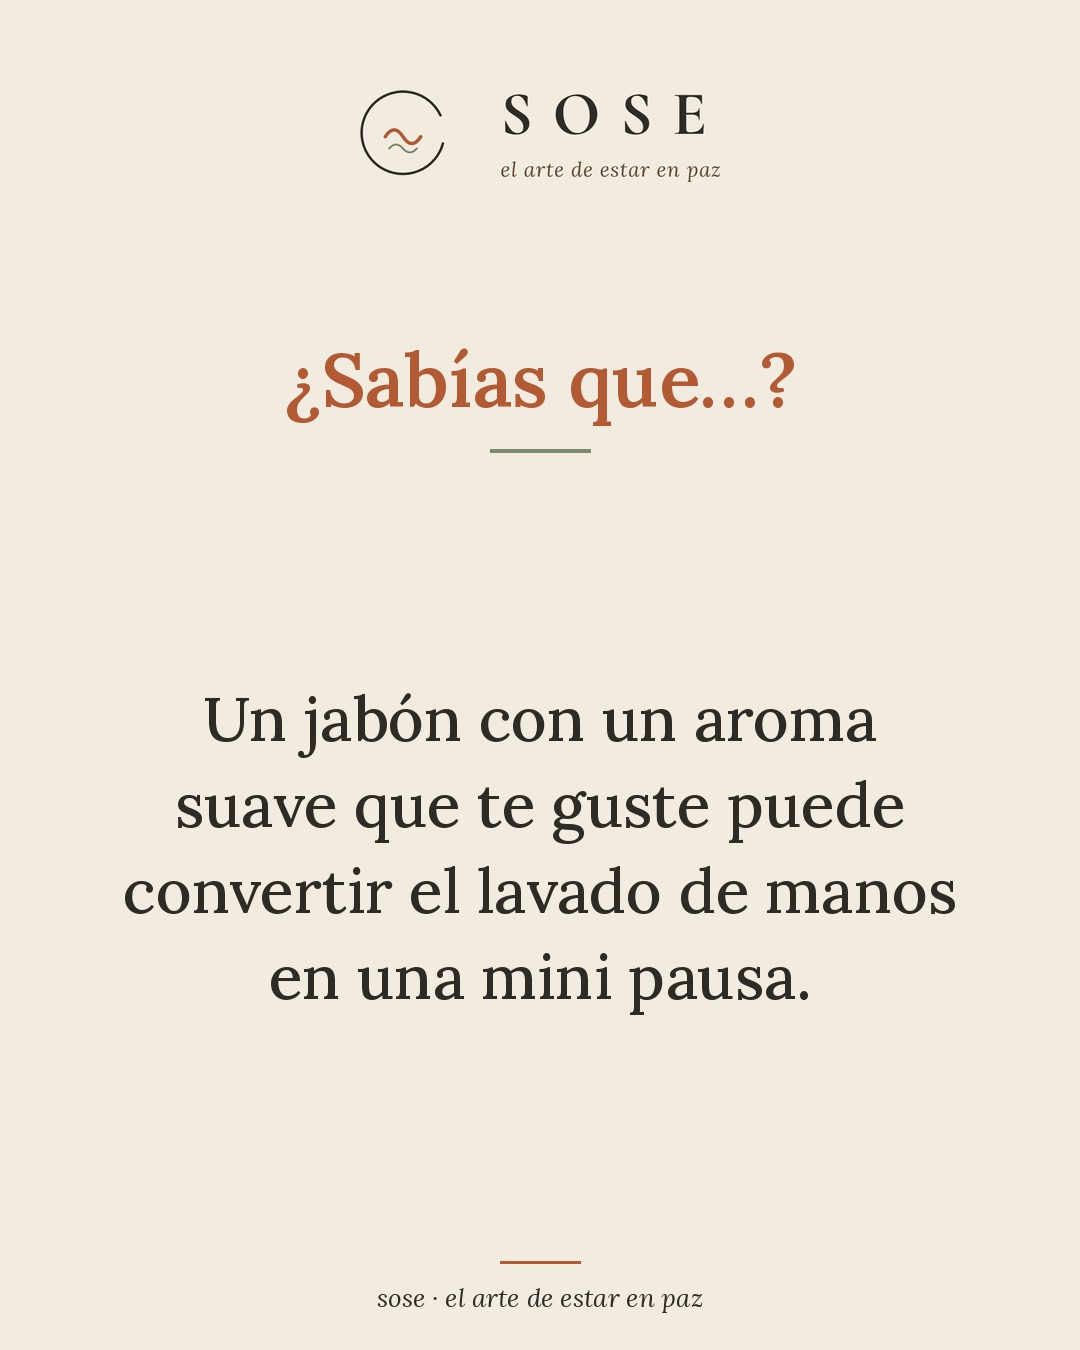 SOSE
el arte de estar en paz
¿Sabías que...?
Un jabón con un aroma
suave que te guste puede
convertir el lavado de manos
en una mini pausa.
sose · el arte de estar en paz